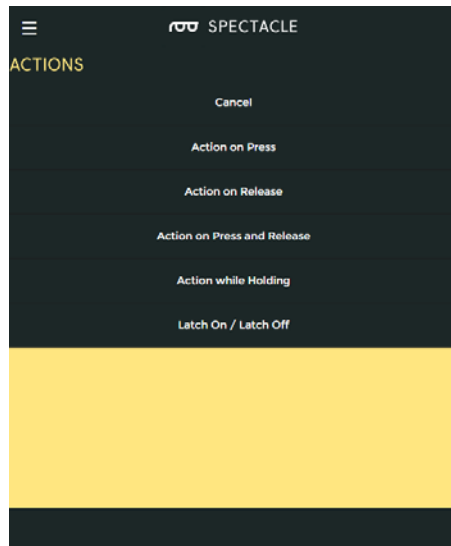 SPECTACLE
ACTIONS
Cancel
Action on Press
Action on Release
Action on Press and Release
Action while Holding
Latch On / Latch Off